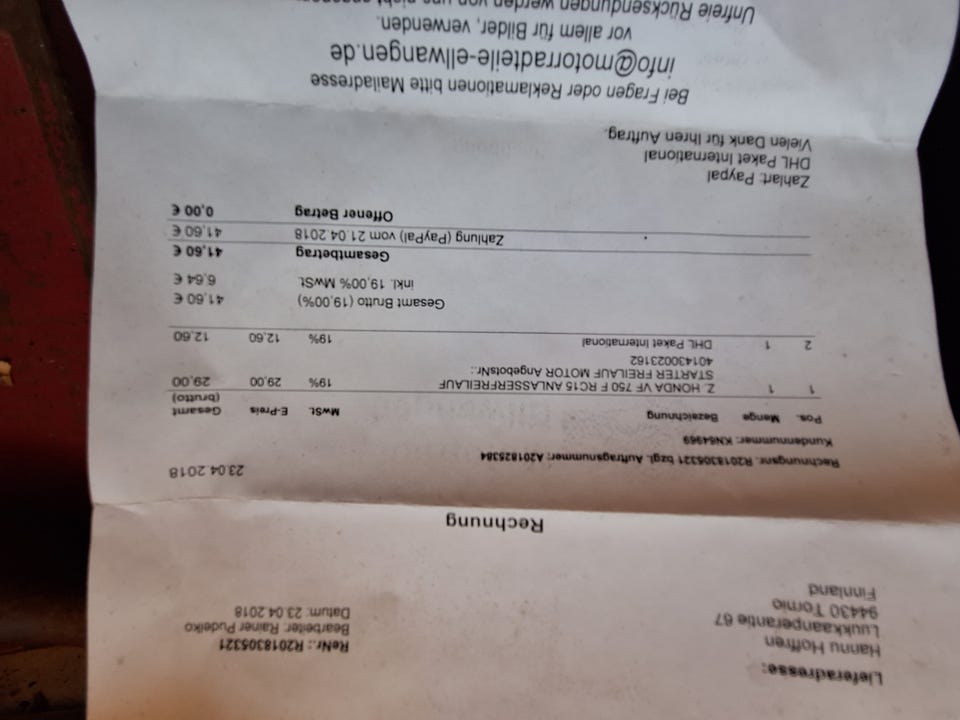 Lieferadresse:
Hannu Hoffren
Luukkaanperantie 67
94430 Tornio
Finnland
ReNr.: R2018305321
Bearbeiter: Rainer Pudelko
Datum: 23.04.2018
Rechnung
23.04.2018
Rechnungsnr. R2018305321 bzgl. Auftragsnummer: A201825384
Kundennummer: KN64969
Pos. Menge Bezeichnung MwSt. E-Preis Gesamt
(brutto)
1 1 Z. HONDA VF 750 F RC15 ANLASSERFREILAUF 19% 29,00 29,00
STARTER FREILAUF MOTOR AngebotsNr.:
401430023162
2 1 DHL Paket International 19% 12,60 12,60
Gesamt Brutto (19,00%) 41,60 €
inkl. 19,00% MwSt. 6,64 €
Gesamtbetrag 41,60 €
Zahlung (PayPal) vom 21.04.2018 41,60 €
Offener Betrag 0,00 €
Zahlart: Paypal
DHL Paket International
Vielen Dank für Ihren Auftrag.
Bei Fragen oder Reklamationen bitte Mailadresse
info@motorradteile-ellwangen.de
vor allem für Bilder, verwenden.
Unfreie Rücksendungen werden von uns nicht